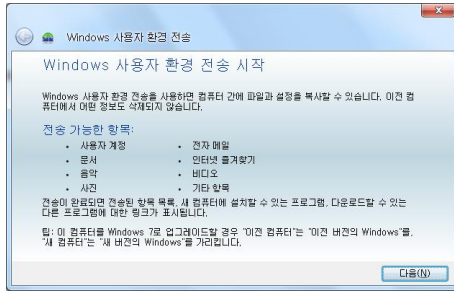 Windows 사용자 환경 전송
Windows 사용자 환경 전송 시작
Windows 사용자 환경 전송을 사용하면 컴퓨터 간에 파일과 설정을 복사할 수 있습니다. 이전 컴
퓨터에서 어떤 정보도 삭제되지 않습니다.
전송 가능한 항목:
• 사용자 계정 • 전자 메일
• 문서 • 인터넷 즐겨찾기
• 음악 • 비디오
• 사진 • 기타 항목
전송이 완료되면 전송된 항목 목록, 새 컴퓨터에 설치할 수 있는 프로그램, 다운로드할 수 있는
다른 프로그램에 대한 링크가 표시됩니다.
팁: 이 컴퓨터를 Windows 7로 업그레이드할 경우 "이전 컴퓨터"는 "이전 버전의 Windows"를,
"새 컴퓨터"는 "새 버전의 Windows"를 가리킵니다.
다음(N)